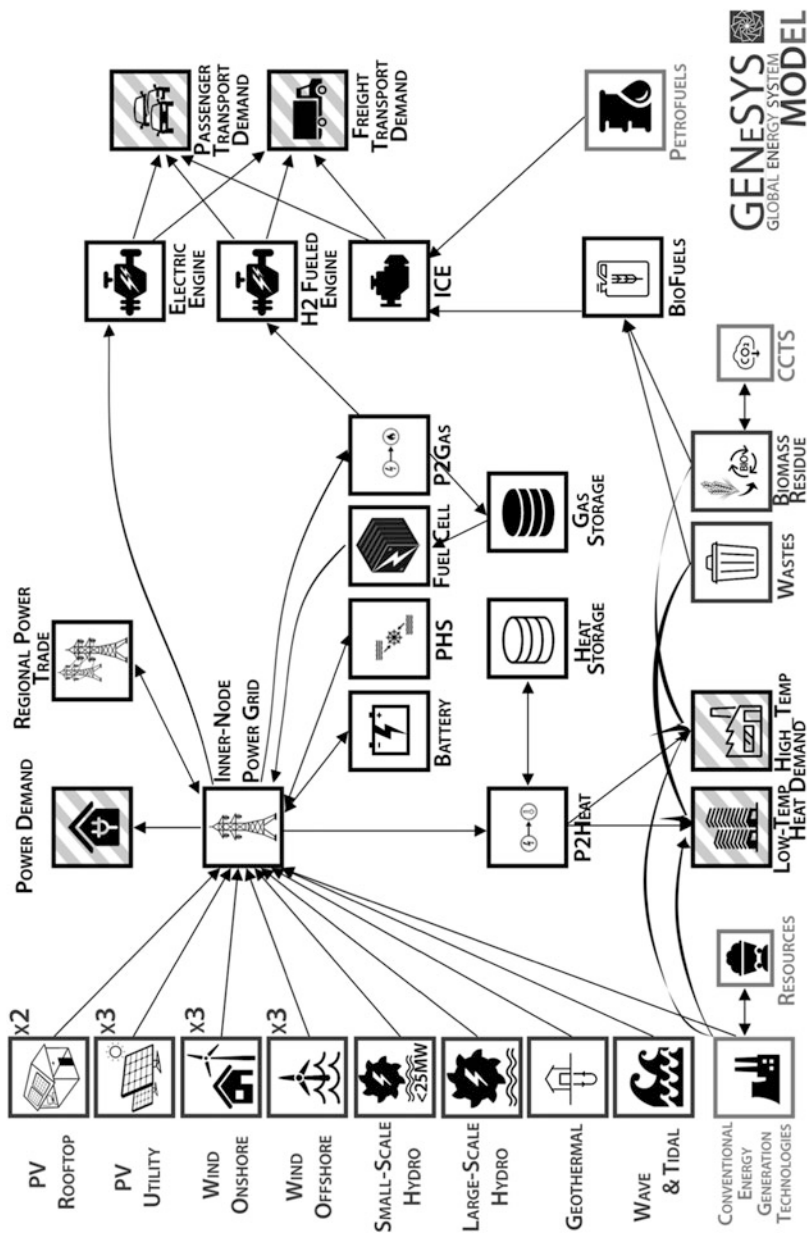 PV
ROOFTOP
x2
PV
UTILITY
x3
WIND
ONSHORE
x3
WIND
OFFSHORE
x3
SMALL-SCALE
HYDRO
<25MW
LARGE-SCALE
HYDRO
GEOTHERMAL
WAVE
& TIDAL
CONVENTIONAL
ENERGY
GENERATION
TECHNOLOGIES
RESOURCES
POWER DEMAND
REGIONAL POWER
TRADE
INNER-NODE
POWER GRID
BATTERY
PHS
FUEL CELL
P2GAS
P2HEAT
HEAT
STORAGE
GAS
STORAGE
LOW-TEMP
HIGH TEMP
HEAT DEMAND
WASTES
BIOMASS
RESIDUE
BIO
CO2
CCTS
ELECTRIC
ENGINE
H2 FUELED
ENGINE
ICE
BIOFUELS
PASSENGER
TRANSPORT
DEMAND
FREIGHT
TRANSPORT
DEMAND
PETROFUELS
GENeSYS
GLOBAL ENERGY SYSTEM
MODEL